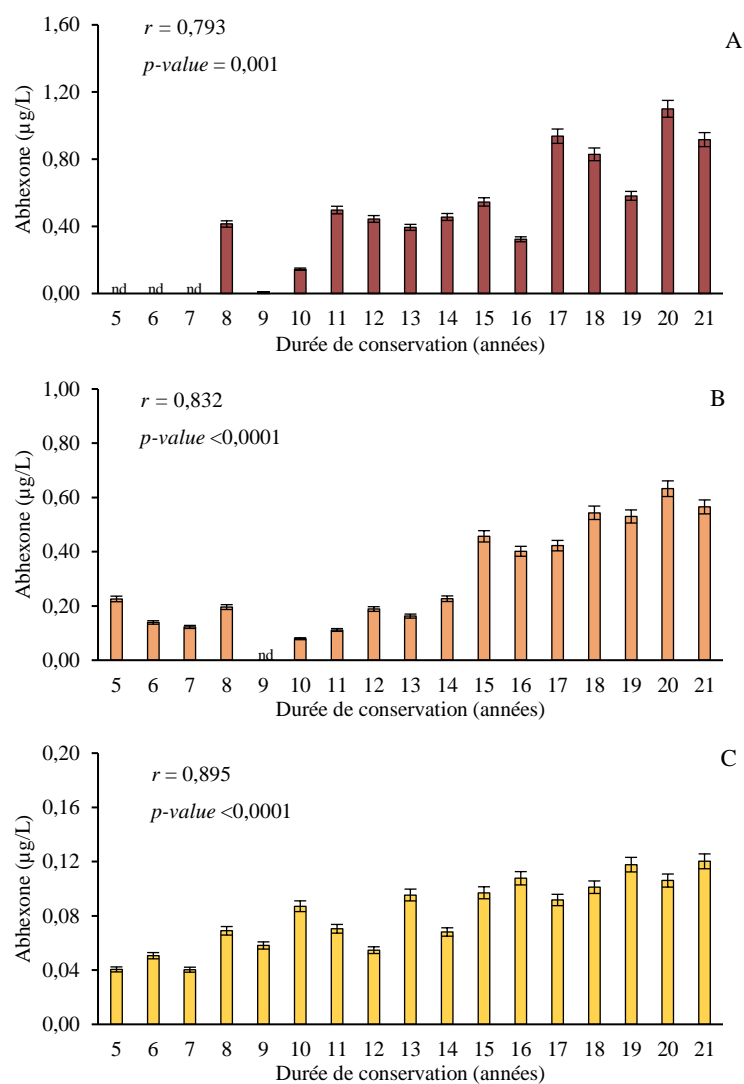 A
r = 0,793
p-value = 0,001
Abhexone (µg/L)
1,60
1,20
0,80
0,40
0,00
nd nd nd
5 6 7 8 9 10 11 12 13 14 15 16 17 18 19 20 21
Durée de conservation (années)
B
r = 0,832
p-value <0,0001
Abhexone (µg/L)
1,00
0,80
0,60
0,40
0,20
0,00
nd
5 6 7 8 9 10 11 12 13 14 15 16 17 18 19 20 21
Durée de conservation (années)
C
r = 0,895
p-value <0,0001
Abhexone (µg/L)
0,20
0,16
0,12
0,08
0,04
0,00
5 6 7 8 9 10 11 12 13 14 15 16 17 18 19 20 21
Durée de conservation (années)